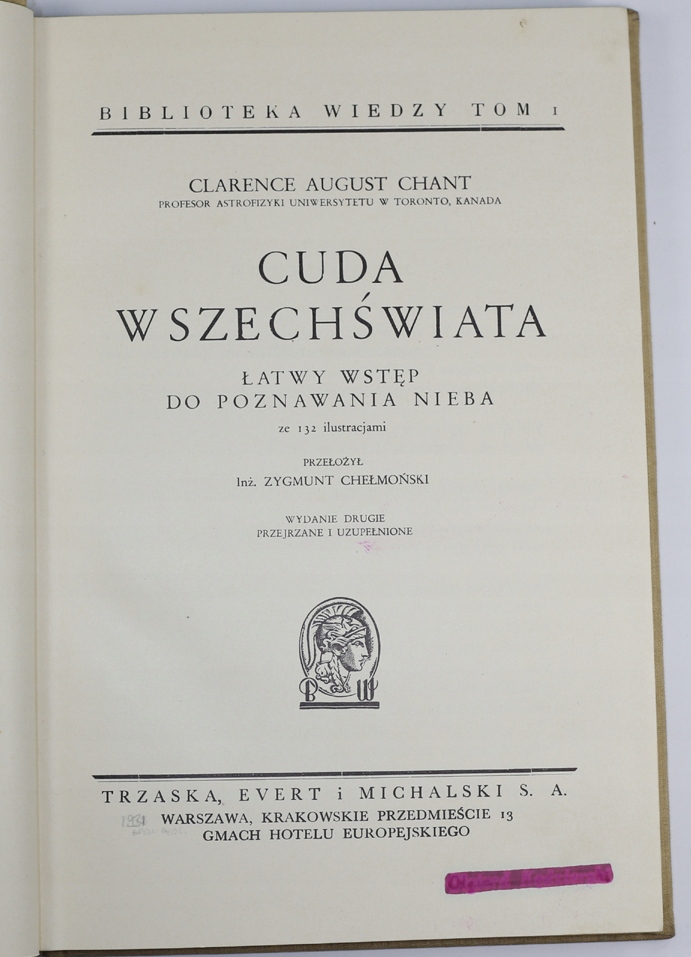 BIBLIOTEKA WIEDZY TOM 1
CLARENCE AUGUST CHANT
PROFESOR ASTROFIZYKI UNIWERSYTETU W TORONTO, KANADA
CUDA
WSZECHŚWIATA
ŁATWY WSTĘP
DO POZNAWANIA NIEBA
ze 132 ilustracjami
PRZEŁOŻYŁ
Inż. ZYGMUNT CHEŁMOŃSKI
WYDANIE DRUGIE
PRZEJRZANE I UZUPEŁNIONE
B W
TRZASKA, EVERT i MICHALSKI S. A.
WARSZAWA, KRAKOWSKIE PRZEDMIEŚCIE 13
GMACH HOTELU EUROPEJSKIEGO